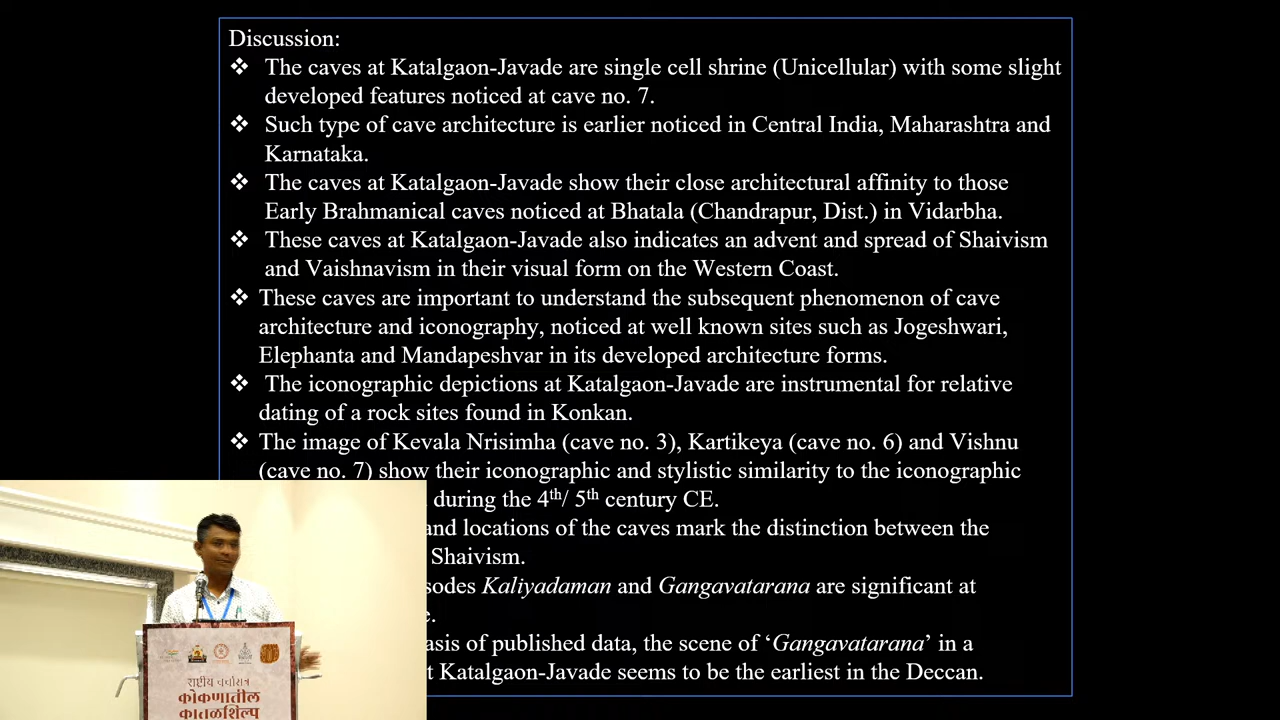 Discussion:
❖ The caves at Katalgaon-Javade are single cell shrine (Unicellular) with some slight
developed features noticed at cave no. 7.
❖ Such type of cave architecture is earlier noticed in Central India, Maharashtra and
Karnataka.
❖ The caves at Katalgaon-Javade show their close architectural affinity to those
Early Brahmanical caves noticed at Bhatala (Chandrapur, Dist.) in Vidarbha.
❖ These caves at Katalgaon-Javade also indicates an advent and spread of Shaivism
and Vaishnavism in their visual form on the Western Coast.
❖ These caves are important to understand the subsequent phenomenon of cave
architecture and iconography, noticed at well known sites such as Jogeshwari,
Elephanta and Mandapeshvar in its developed architecture forms.
❖ The iconographic depictions at Katalgaon-Javade are instrumental for relative
dating of a rock sites found in Konkan.
❖ The image of Kevala Nrisimha (cave no. 3), Kartikeya (cave no. 6) and Vishnu
(cave no. 7) show their iconographic and stylistic similarity to the iconographic
during the 4th/ 5th century CE.
and locations of the caves mark the distinction between the
Shaivism.
Kaliyadaman and Gangavatarana are significant at
of published data, the scene of ‘Gangavatarana’ in a
Katalgaon-Javade seems to be the earliest in the Deccan.
राष्ट्रीय चर्चासत्र
कोकणातील
कातळशिल्प